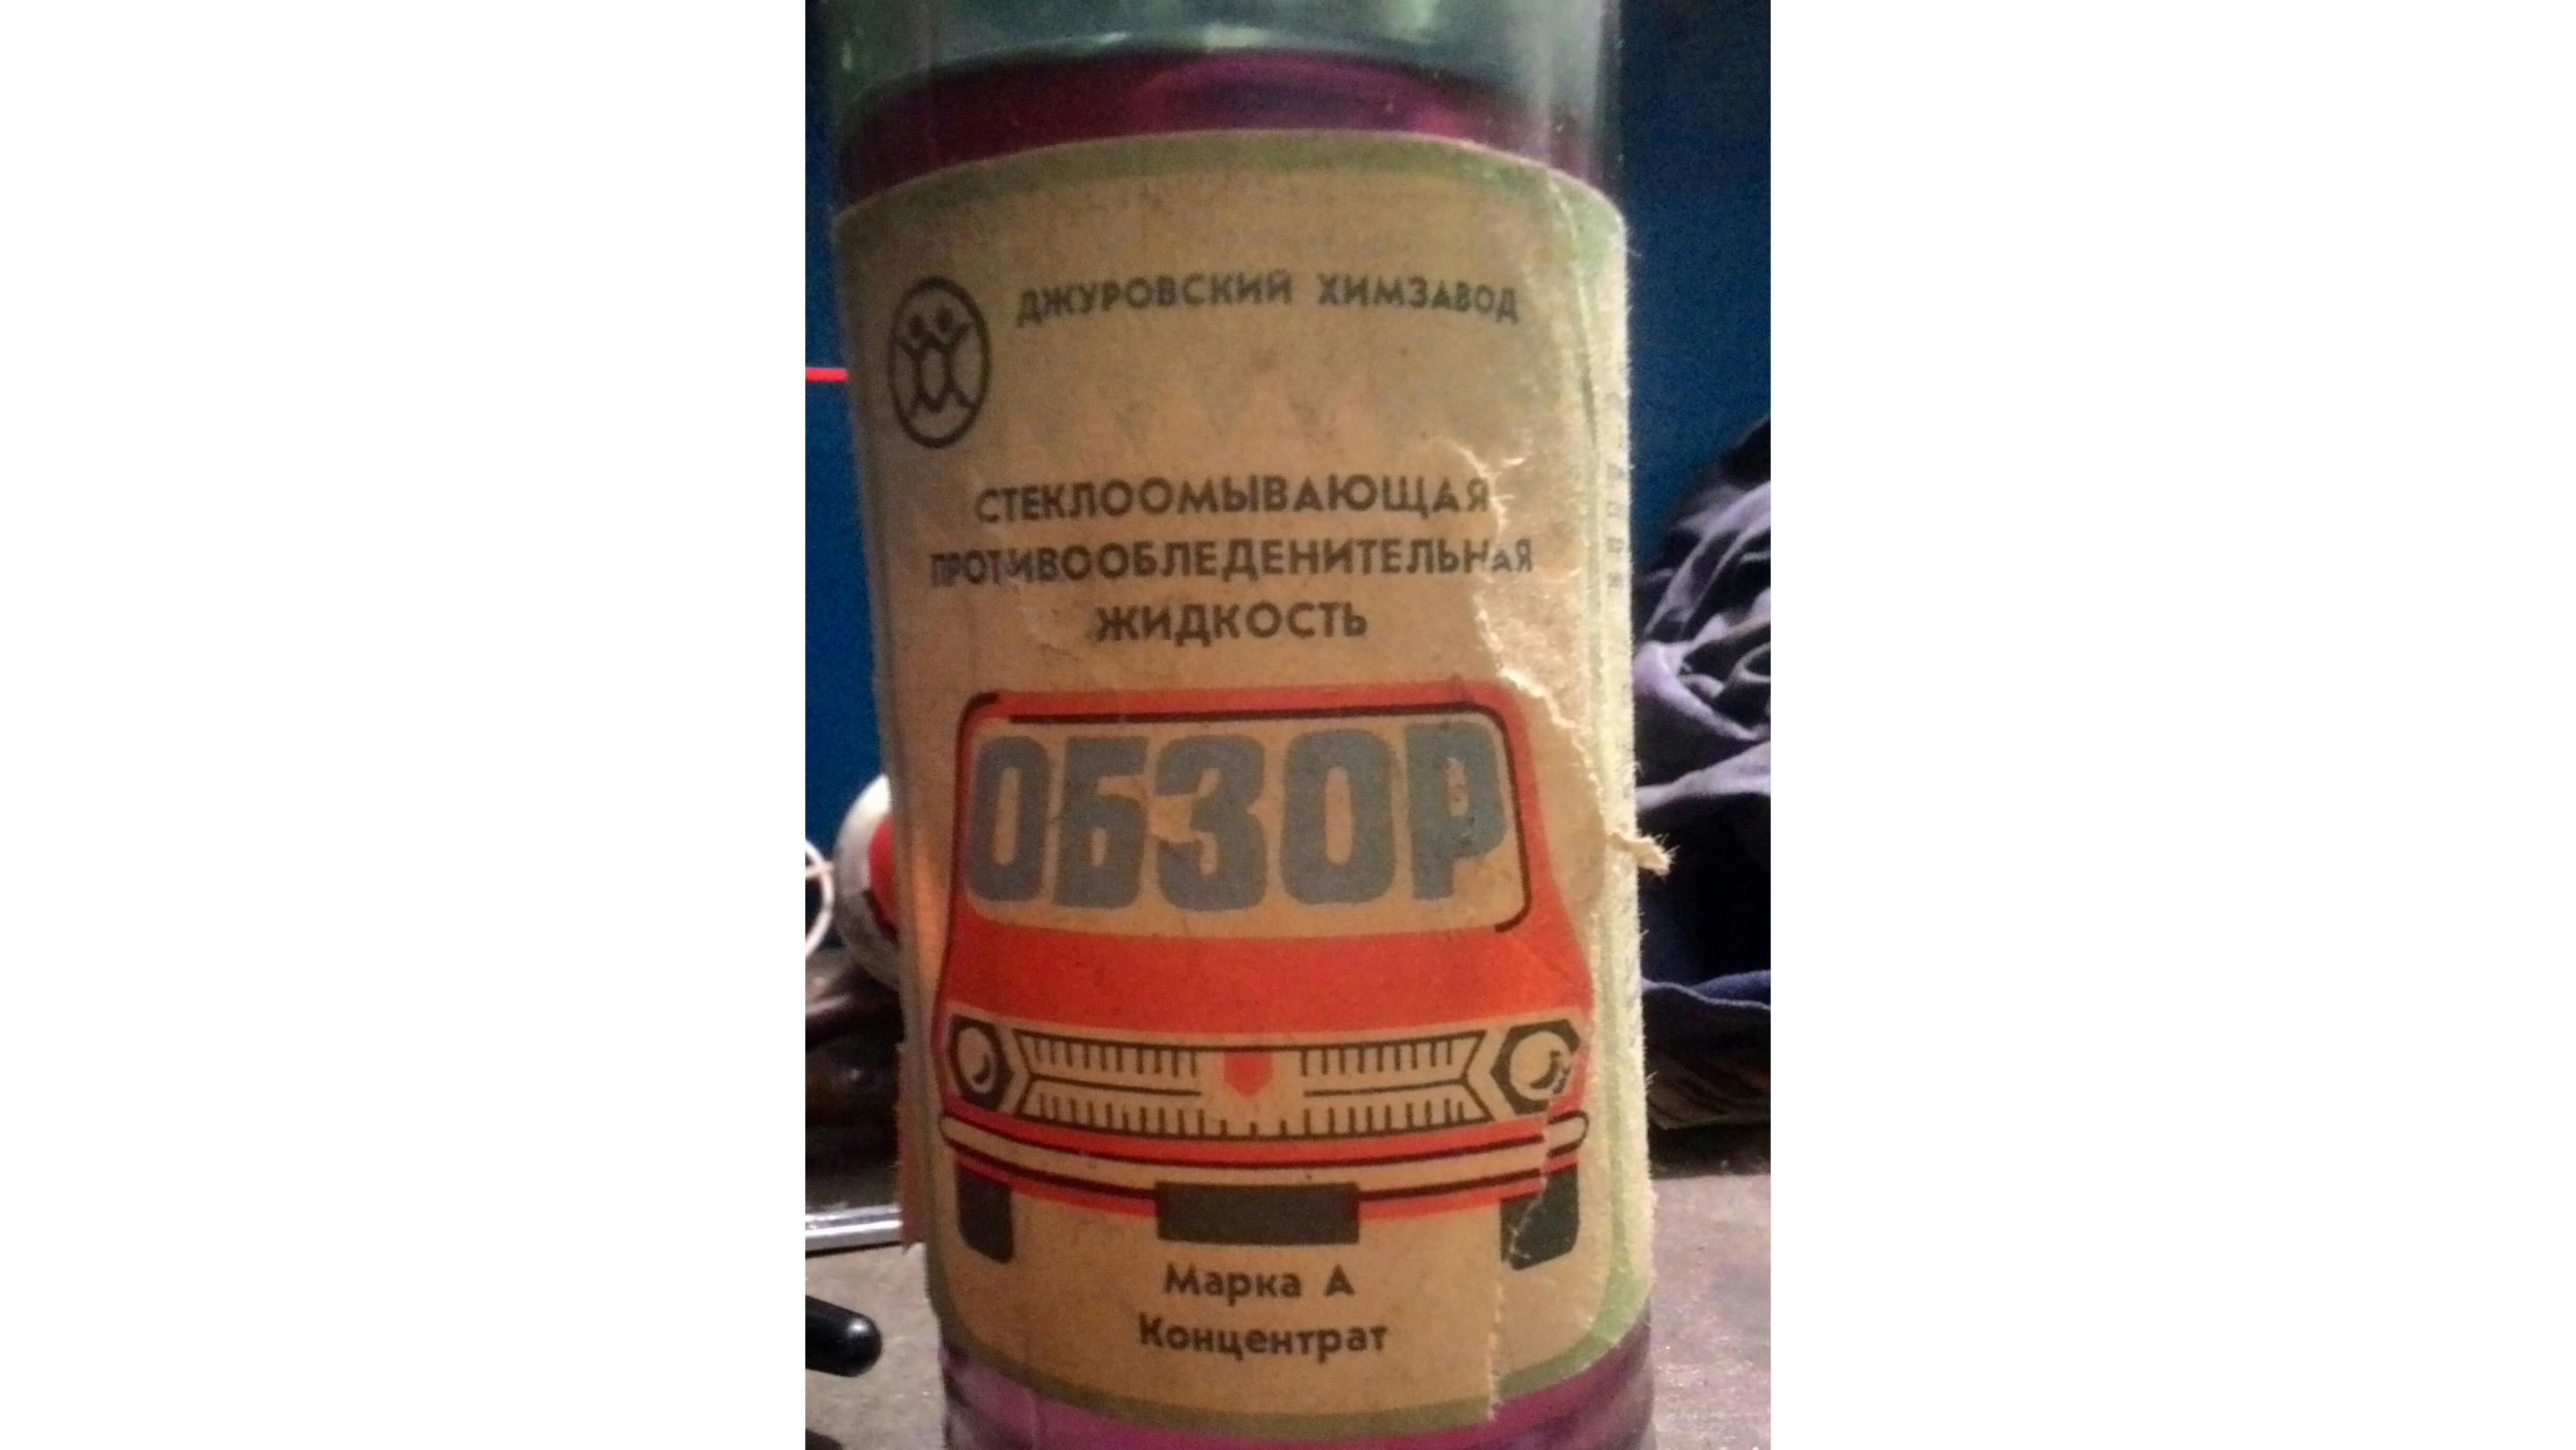 ДЖУРОВСКИЙ ХИМЗАВОД
СТЕКЛООМЫВАЮЩАЯ
ПРОТИВООБЛЕДЕНИТЕЛЬНАЯ
ЖИДКОСТЬ
ОБЗОР
Марка А
Концентрат